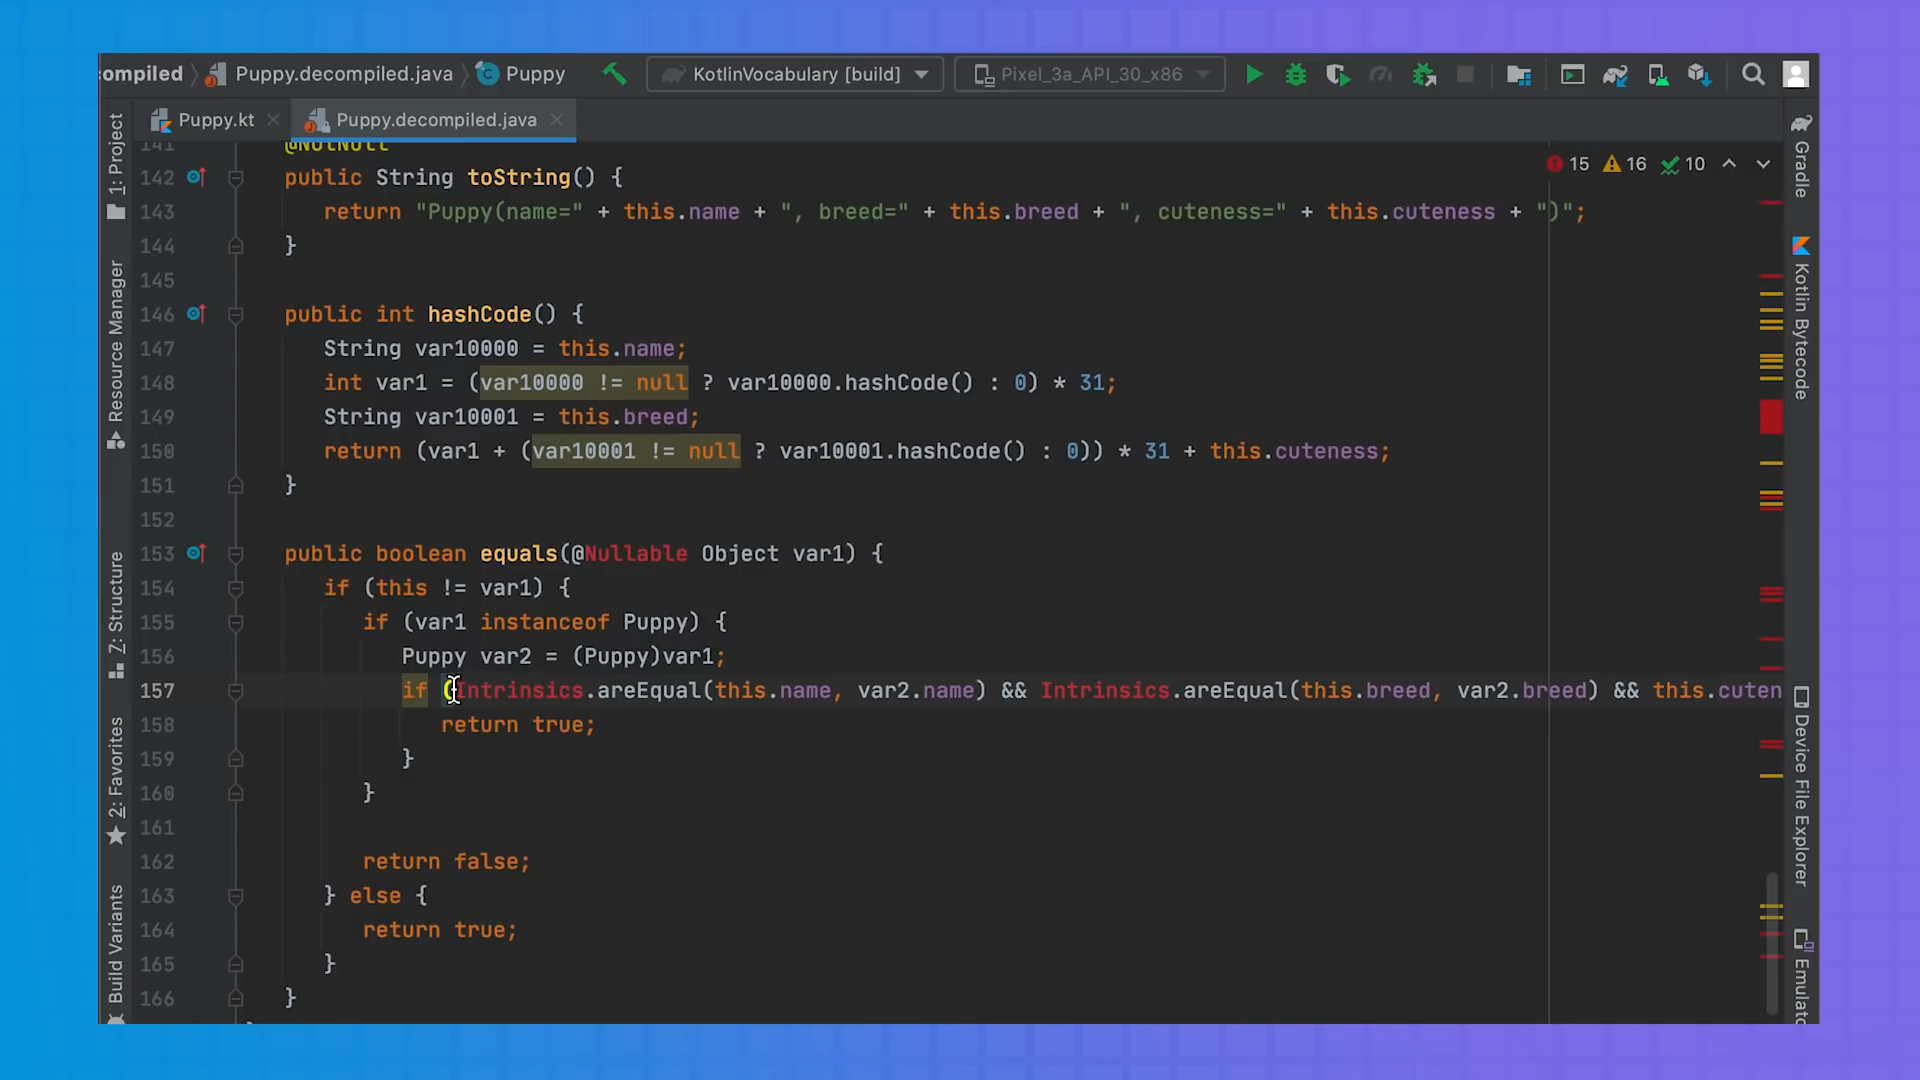 compiled Puppy.decompiled.java Puppy KotlinVocabulary [build] Pixel_3a_API_30_x86
Puppy.kt Puppy.decompiled.java
15 16 10
141 @NotNull
142 public String toString() {
143 return "Puppy(name=" + this.name + ", breed=" + this.breed + ", cuteness=" + this.cuteness + ")";
144 }
145
146 public int hashCode() {
147 String var10000 = this.name;
148 int var1 = (var10000 != null ? var10000.hashCode() : 0) * 31;
149 String var10001 = this.breed;
150 return (var1 + (var10001 != null ? var10001.hashCode() : 0)) * 31 + this.cuteness;
151 }
152
153 public boolean equals(@Nullable Object var1) {
154 if (this != var1) {
155 if (var1 instanceof Puppy) {
156 Puppy var2 = (Puppy)var1;
157 if (Intrinsics.areEqual(this.name, var2.name) && Intrinsics.areEqual(this.breed, var2.breed) && this.cuten
158 return true;
159 }
160 }
161
162 return false;
163 } else {
164 return true;
165 }
166 }
1: Project
Resource Manager
7: Structure
2: Favorites
Build Variants
Gradle
Kotlin Bytecode
Device File Explorer
Emulato